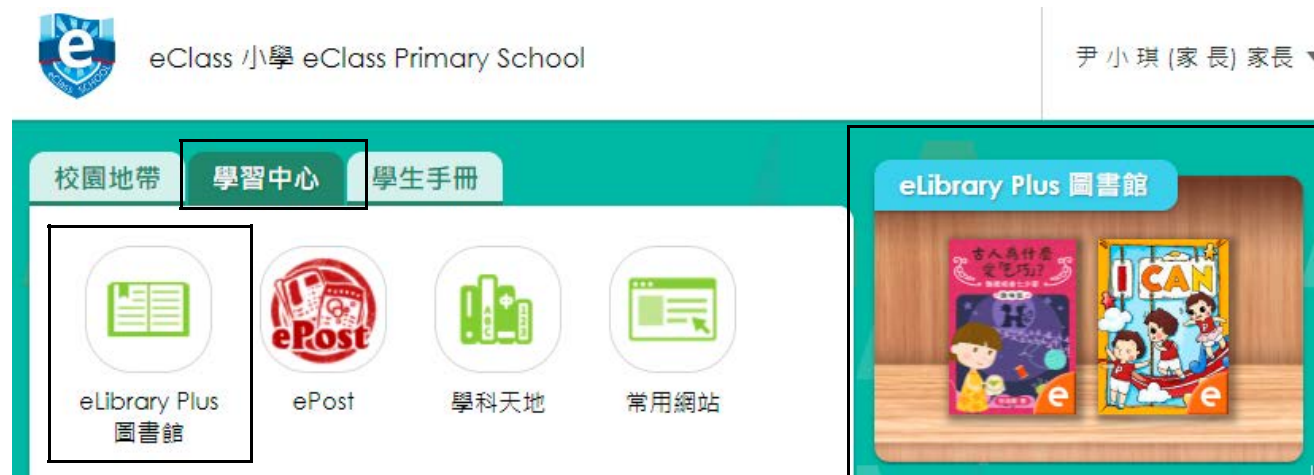 eClass 小學 eClass Primary School
尹小琪 (家長) 家長
校園地帶
學習中心
學生手冊
eLibrary Plus
圖書館
ePost
ePost
學科天地
常用網站
eLibrary Plus 圖書館
古人為什麼
愛「乞巧」?
I CAN